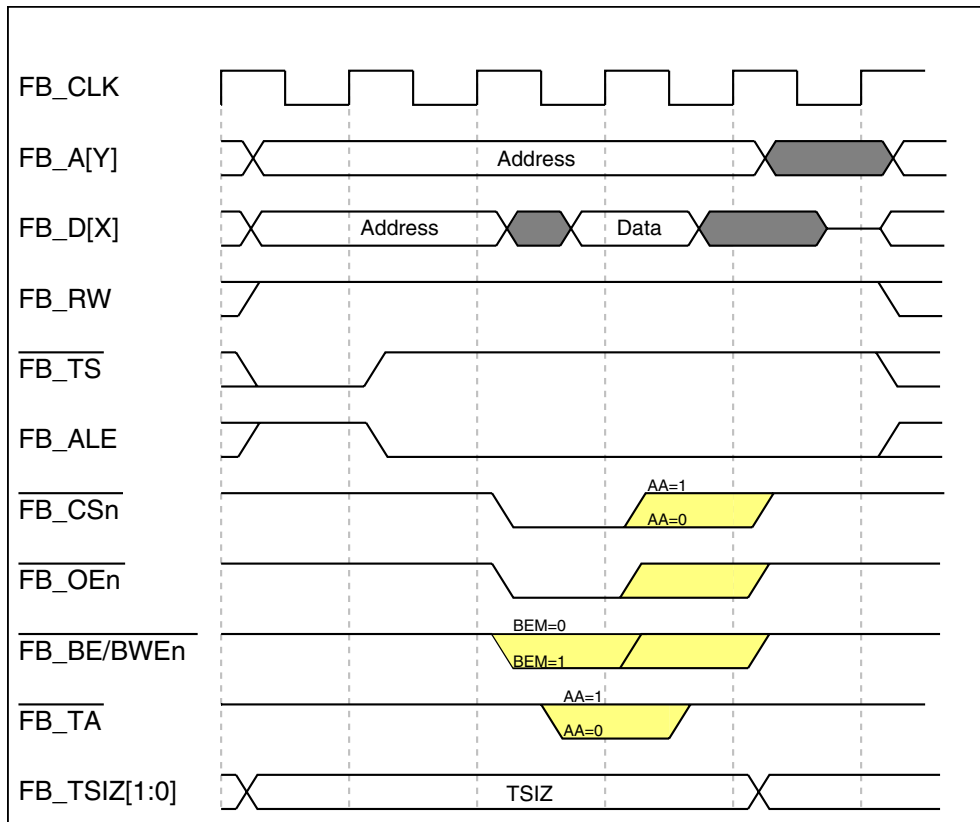 FB_CLK
FB_A[Y]
Address
FB_D[X]
Address
Data
FB_RW
FB_TS
FB_ALE
FB_CSn
AA=1
AA=0
FB_OEn
FB_BE/BWEn
BEM=0
BEM=1
FB_TA
AA=1
AA=0
FB_TSIZ[1:0]
TSIZ